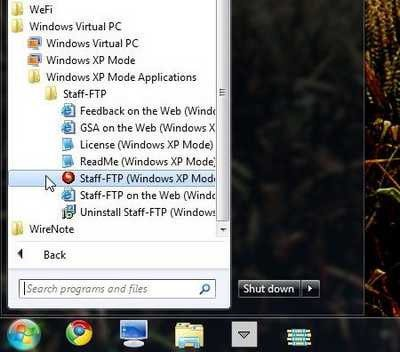 WeFi
Windows Virtual PC
Windows Virtual PC
Windows XP Mode
Windows XP Mode Applications
Staff-FTP
Feedback on the Web (Windo
GSA on the Web (Windows X
License (Windows XP Mode)
ReadMe (Windows XP Mode)
Staff-FTP (Windows XP Mode
Staff-FTP on the Web (Windo
Uninstall Staff-FTP (Windows
WireNote
Back
Search programs and files
Shut down